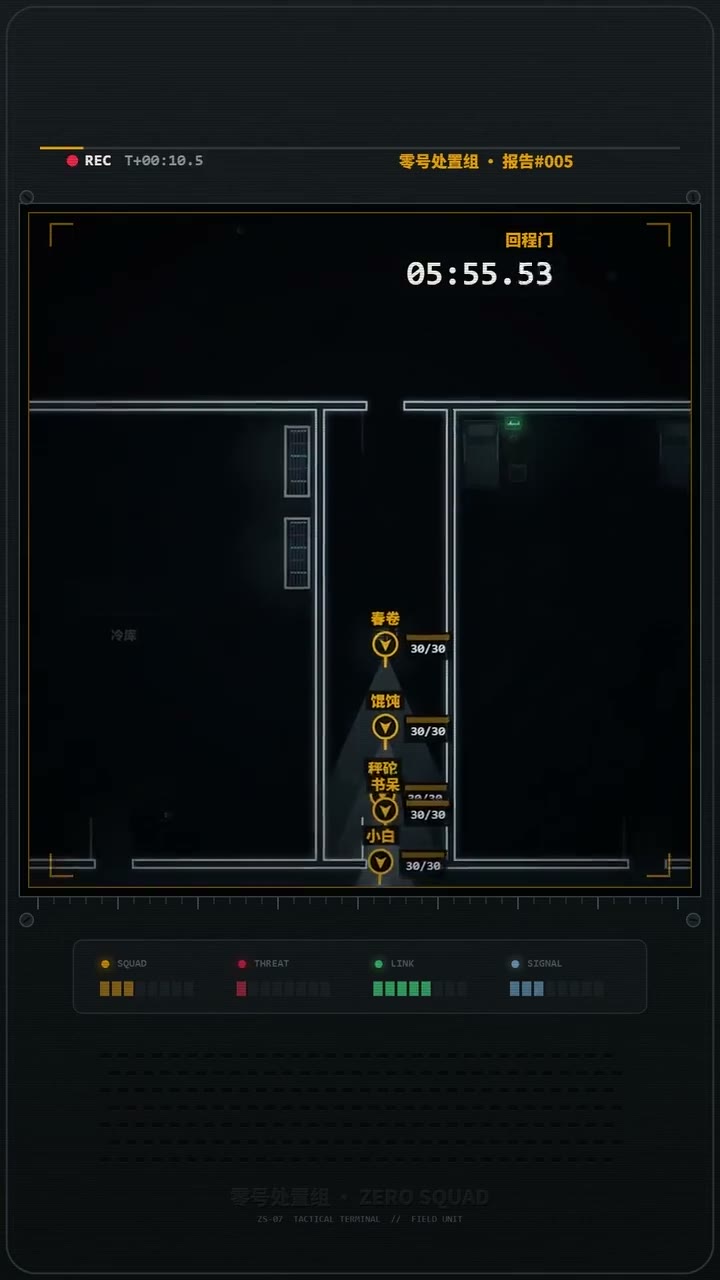 REC T+00:10.5 零号处置组 • 报告#005
回程门
05:55.53
冷库
春卷
30/30
馄饨
30/30
秤砣
书呆
30/30
30/30
小白
30/30
SQUAD THREAT LINK SIGNAL
零号处置组 • ZERO SQUAD
ZS-07 TACTICAL TERMINAL // FIELD UNIT